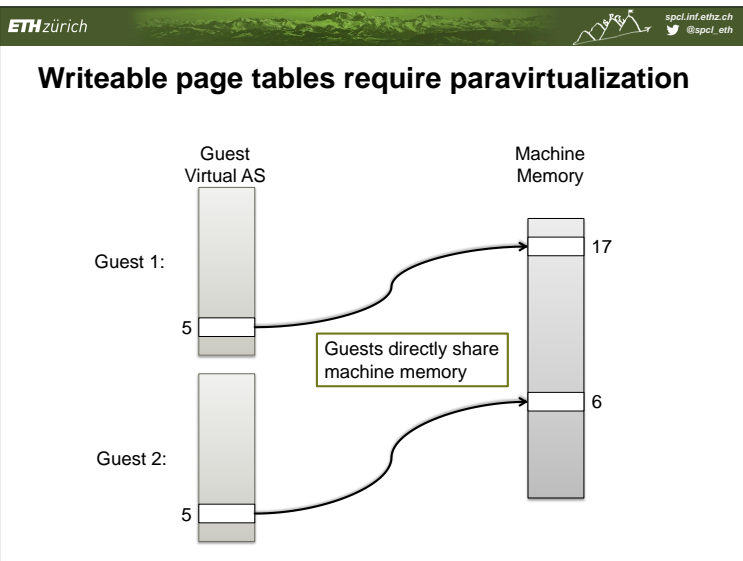 ETH zürich
spcl.inf.ethz.ch
@spcl_eth
Writeable page tables require paravirtualization
Guest
Virtual AS
Machine
Memory
17
Guest 1:
5
Guests directly share
machine memory
6
Guest 2:
5